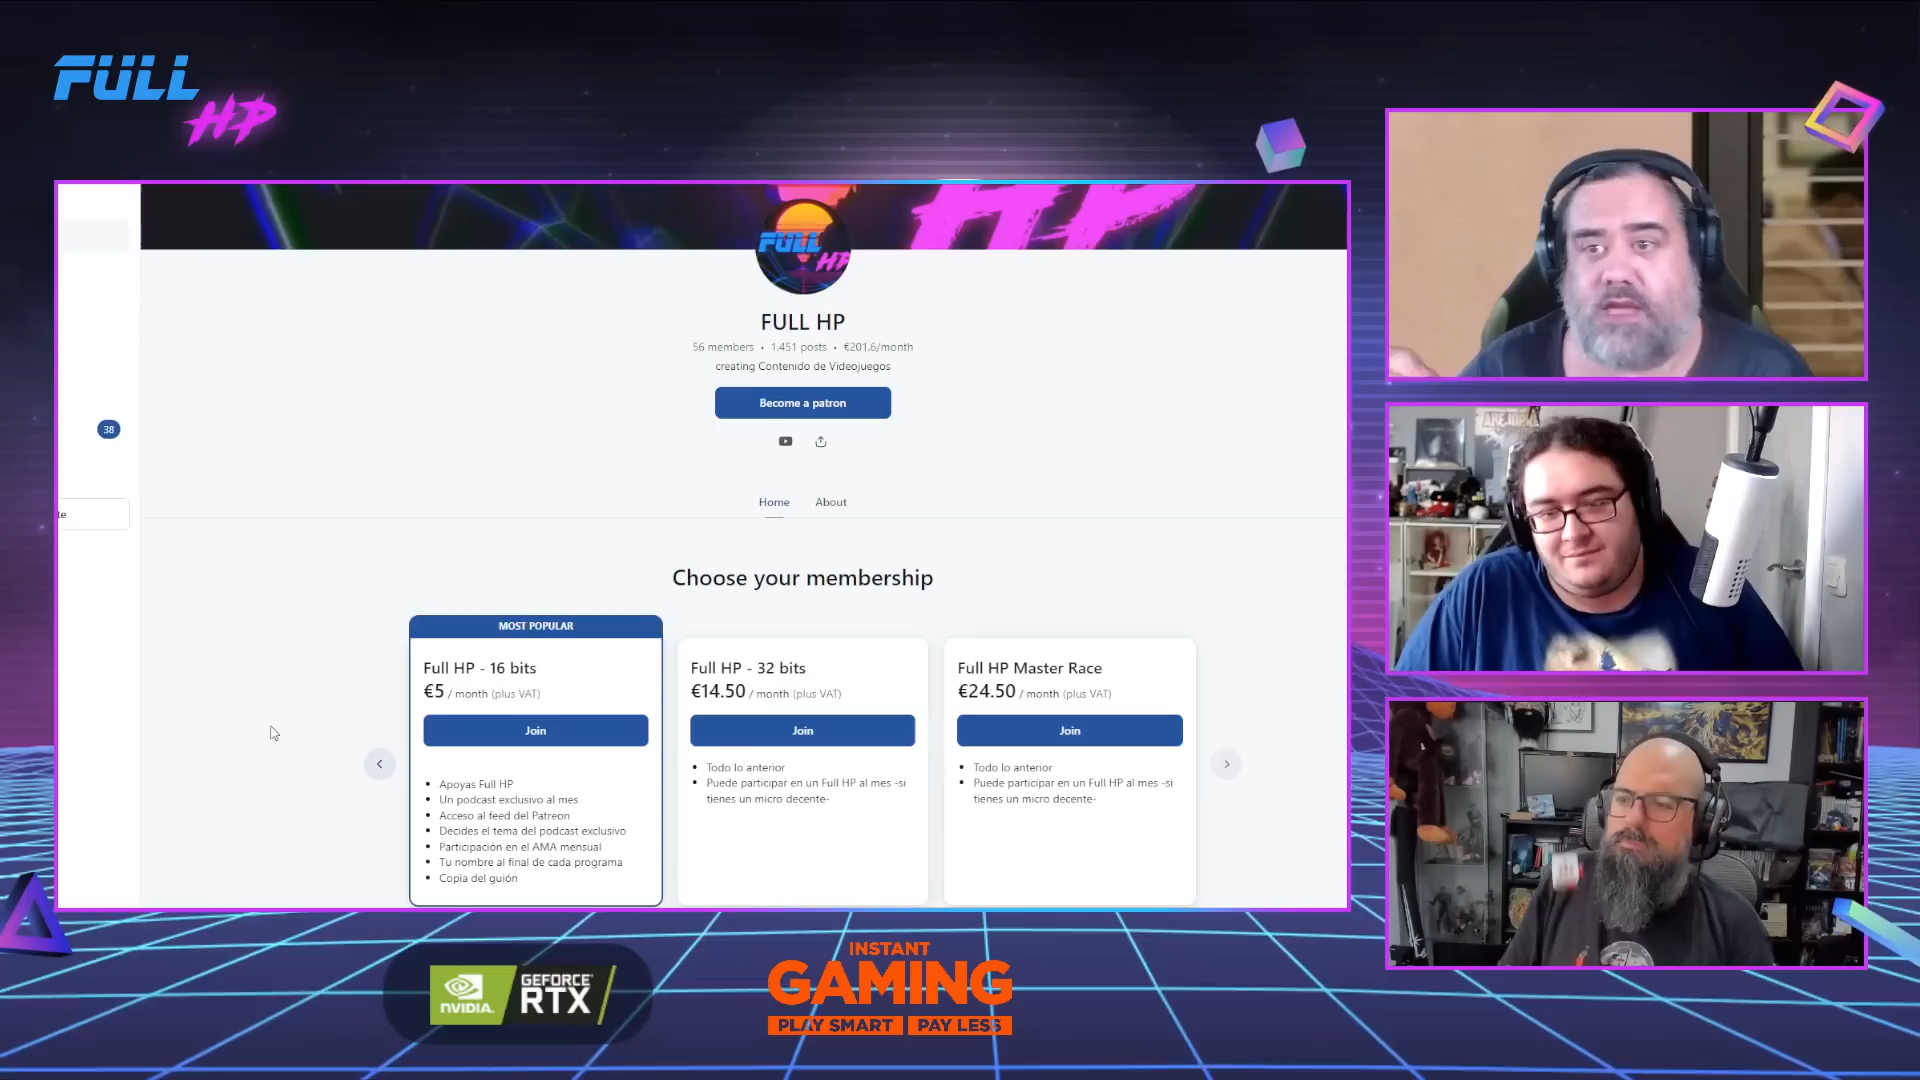 FULL
HP
FULL
HP
FULL HP
56 members • 1,451 posts • €201.6/month
creating Contenido de Videojuegos
Become a patron
38
te
Home
About
Choose your membership
MOST POPULAR
Full HP - 16 bits
€5 / month (plus VAT)
Join
Apoyas Full HP
Un podcast exclusivo al mes
Acceso al feed del Patreon
Decides el tema del podcast exclusivo
Participación en el AMA mensual
Tu nombre al final de cada programa
Copia del guión
Full HP - 32 bits
€14.50 / month (plus VAT)
Join
Todo lo anterior
Puede participar en un Full HP al mes -si
tienes un micro decente-
Full HP Master Race
€24.50 / month (plus VAT)
Join
Todo lo anterior
Puede participar en un Full HP al mes -si
tienes un micro decente-
NVIDIA.
GEFORCE
RTX
INSTANT
GAMING
PLAY SMART PAY LESS